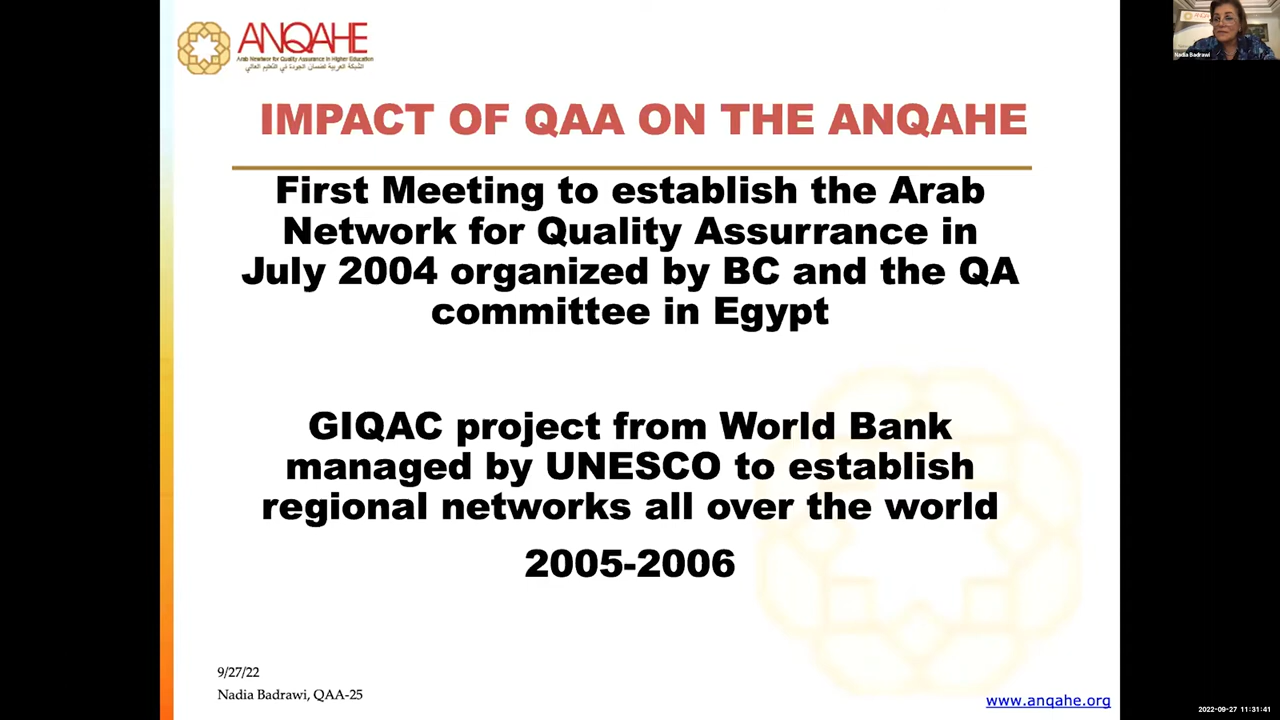 ANQAHE
Arab Newtwor for Quality Assurance in Higher Education
الشبكة العربية لضمان الجودة في التعليم العالي
Nadia Badrawi
IMPACT OF QAA ON THE ANQAHE
First Meeting to establish the Arab
Network for Quality Assurrance in
July 2004 organized by BC and the QA
committee in Egypt
GIQAC project from World Bank
managed by UNESCO to establish
regional networks all over the world
2005-2006
9/27/22
Nadia Badrawi, QAA-25
www.anqahe.org
2022-09-27 11:31:41